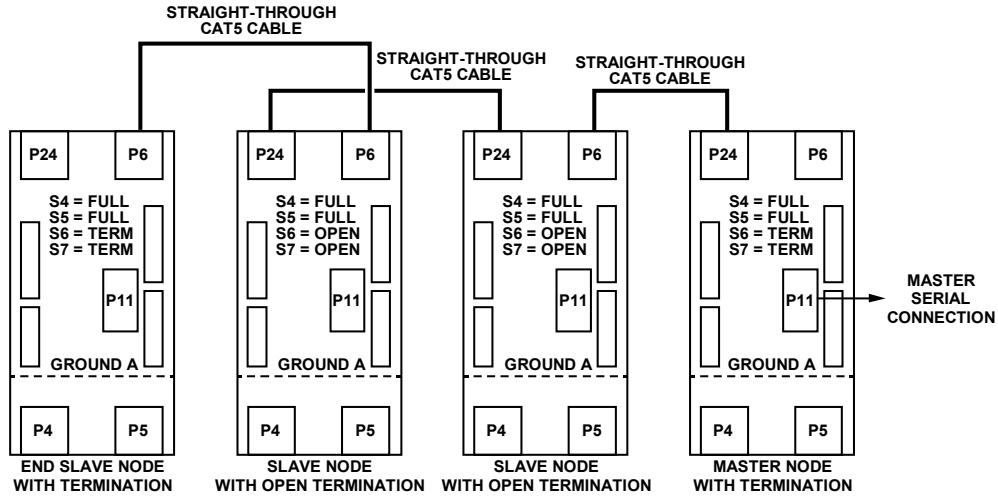 STRAIGHT-THROUGH
CAT5 CABLE
STRAIGHT-THROUGH
CAT5 CABLE
STRAIGHT-THROUGH
CAT5 CABLE
P24 P6
S4 = FULL
S5 = FULL
S6 = TERM
S7 = TERM
P11
GROUND A
P4 P5
END SLAVE NODE
WITH TERMINATION
P24 P6
S4 = FULL
S5 = FULL
S6 = OPEN
S7 = OPEN
P11
GROUND A
P4 P5
SLAVE NODE
WITH OPEN TERMINATION
P24 P6
S4 = FULL
S5 = FULL
S6 = OPEN
S7 = OPEN
P11
GROUND A
P4 P5
SLAVE NODE
WITH OPEN TERMINATION
P24 P6
S4 = FULL
S5 = FULL
S6 = TERM
S7 = TERM
P11
GROUND A
P4 P5
MASTER NODE
WITH TERMINATION
MASTER
SERIAL
CONNECTION